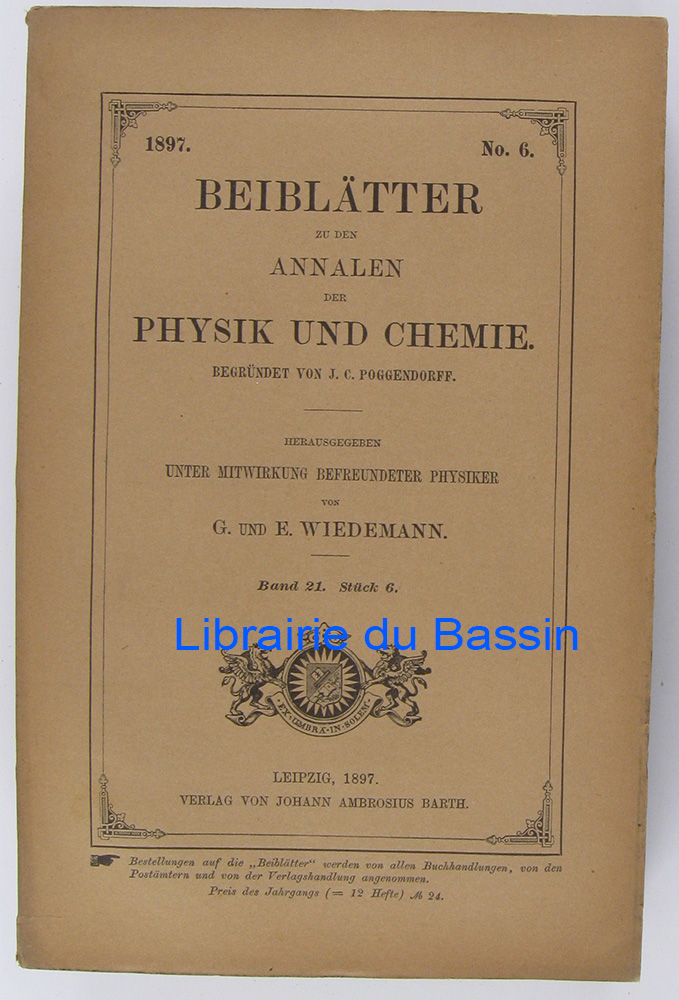 1897. No. 6.
BEIBLÄTTER
ZU DEN
ANNALEN
DER
PHYSIK UND CHEMIE.
BEGRÜNDET VON J. C. POGGENDORFF.
HERAUSGEGEBEN
UNTER MITWIRKUNG BEFREUNDETER PHYSIKER
VON
G. UND E. WIEDEMANN.
Band 21. Stück 6.
Librairie du Bassin
EX·UMBRA·IN·SOLEM·
LEIPZIG, 1897.
VERLAG VON JOHANN AMBROSIUS BARTH.
Bestellungen auf die „Beiblätter“ werden von allen Buchhandlungen, von den
Postämtern und von der Verlagshandlung angenommen.
Preis des Jahrgangs (= 12 Hefte) ℳ 24.